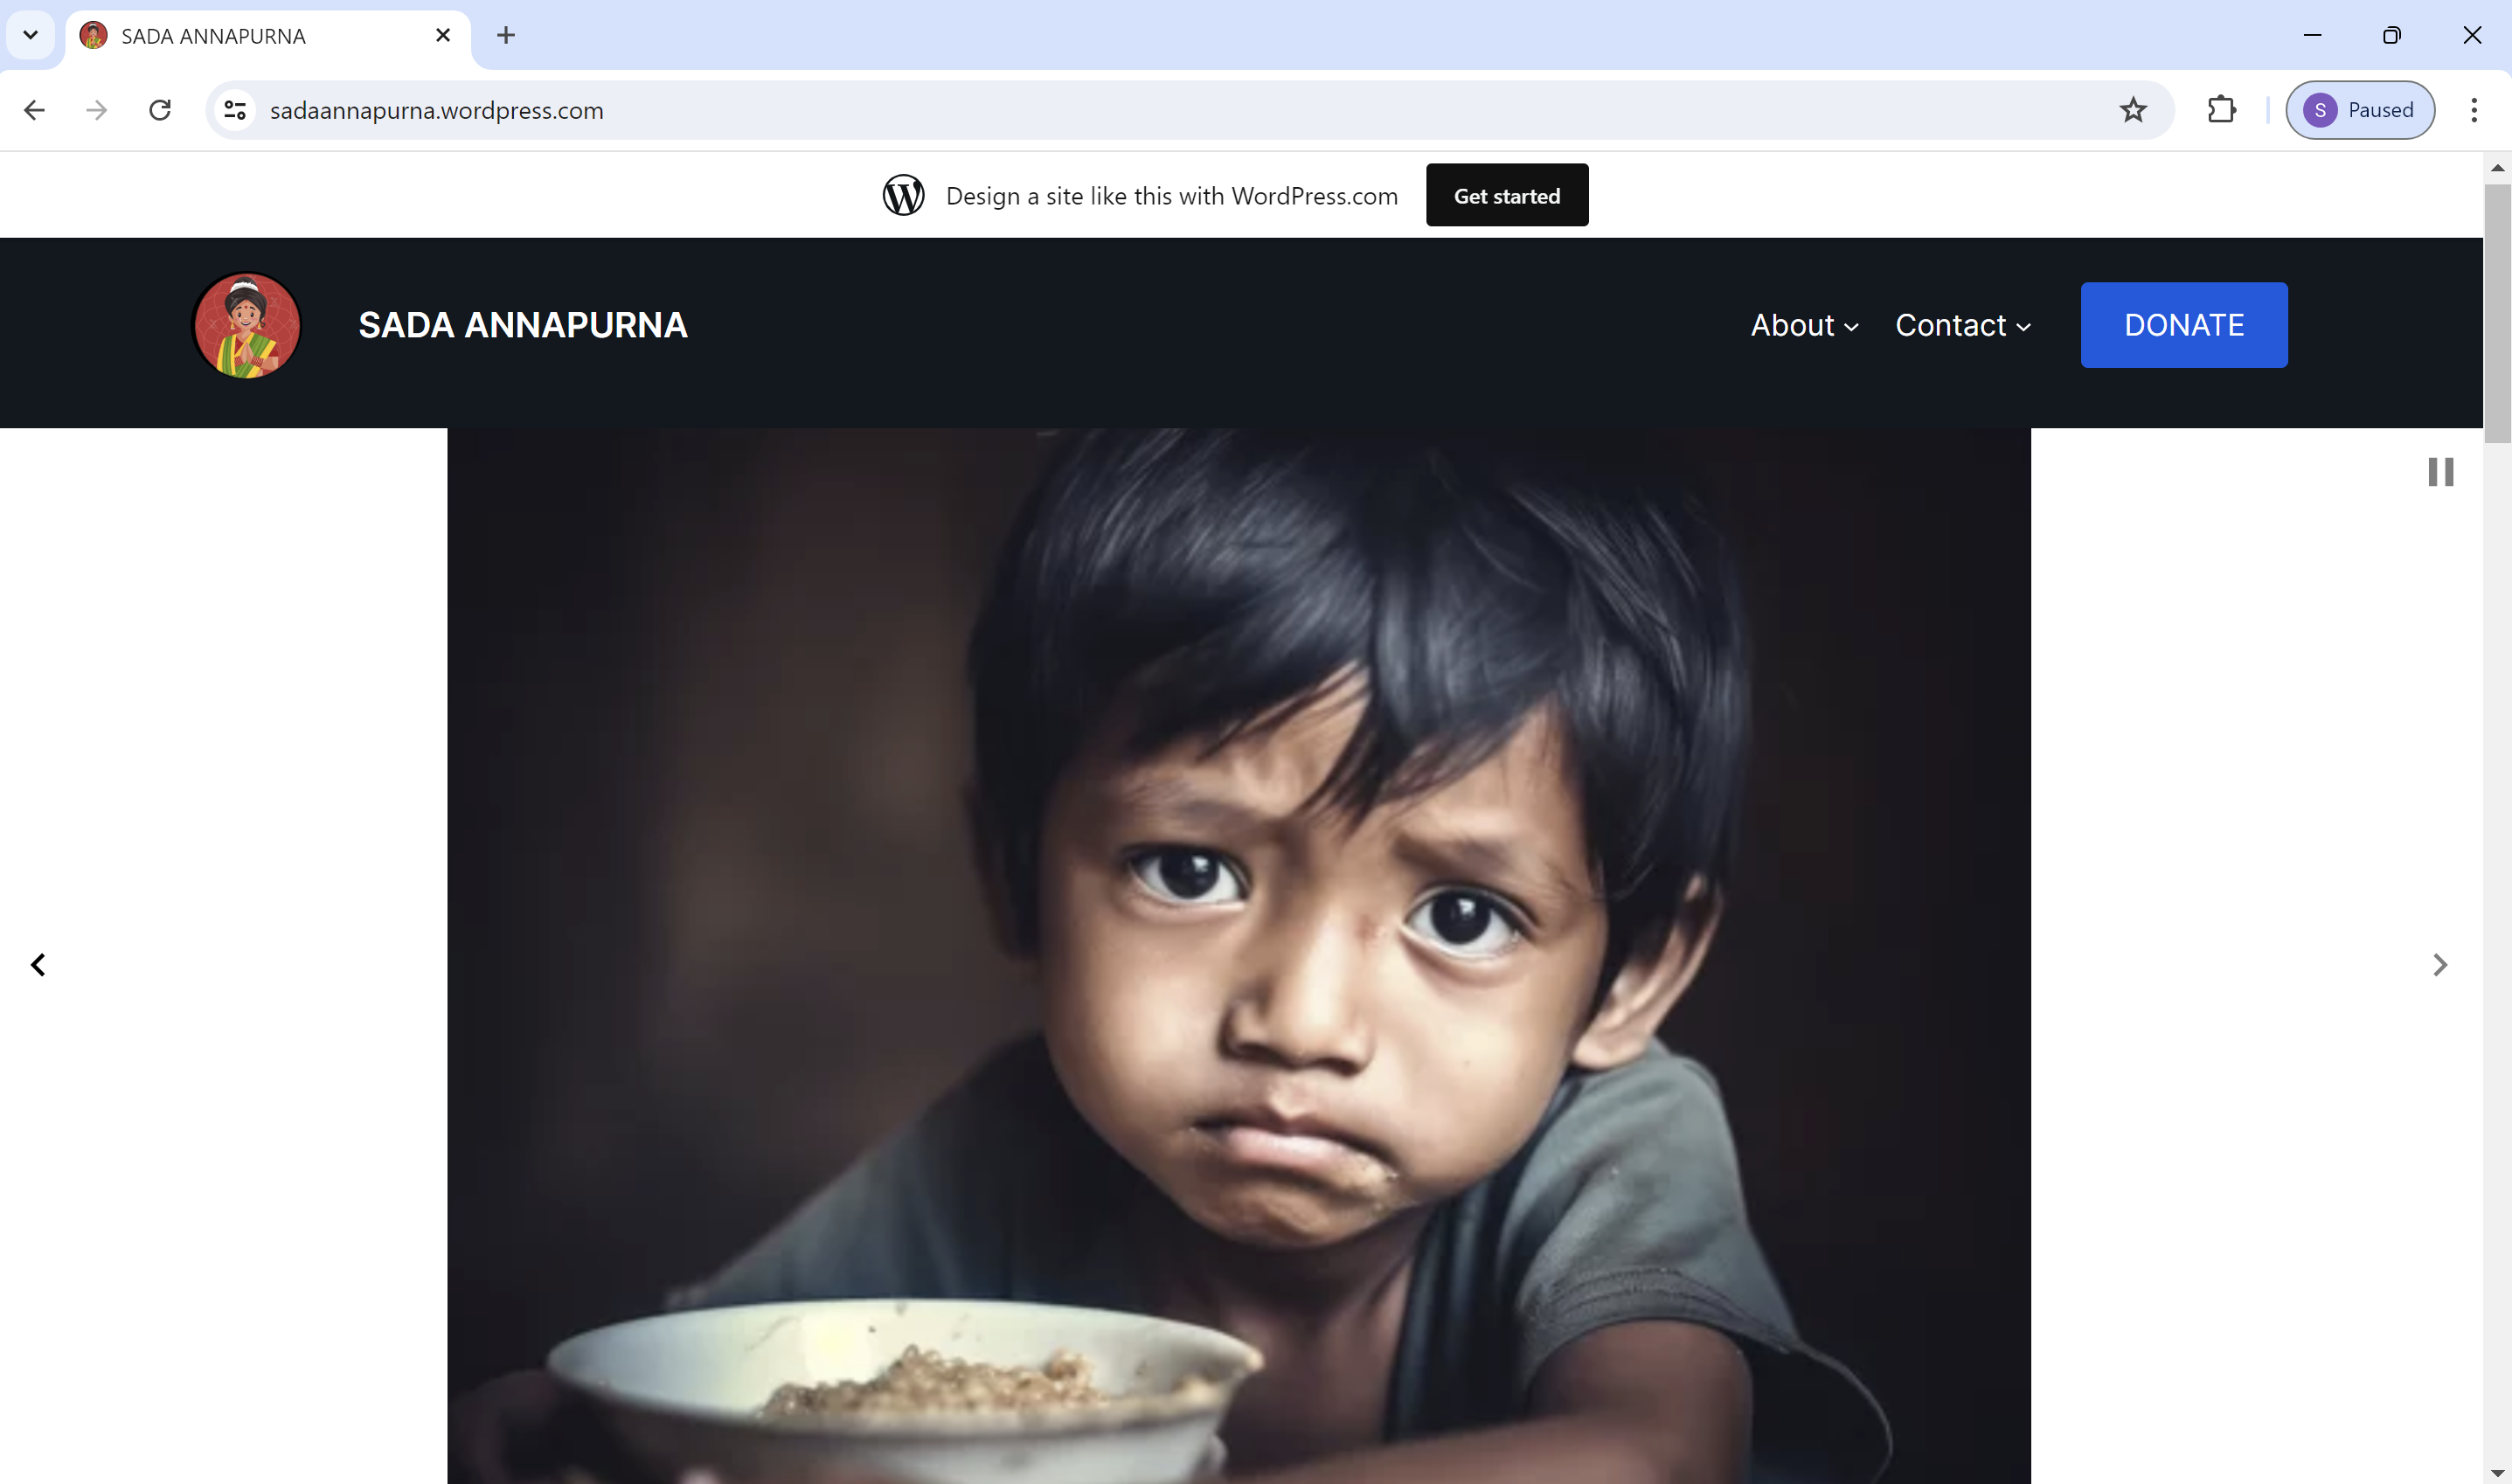 SADA ANNAPURNA
sadaannapurna.wordpress.com
S Paused
Design a site like this with WordPress.com
Get started
SADA ANNAPURNA
About
Contact
DONATE